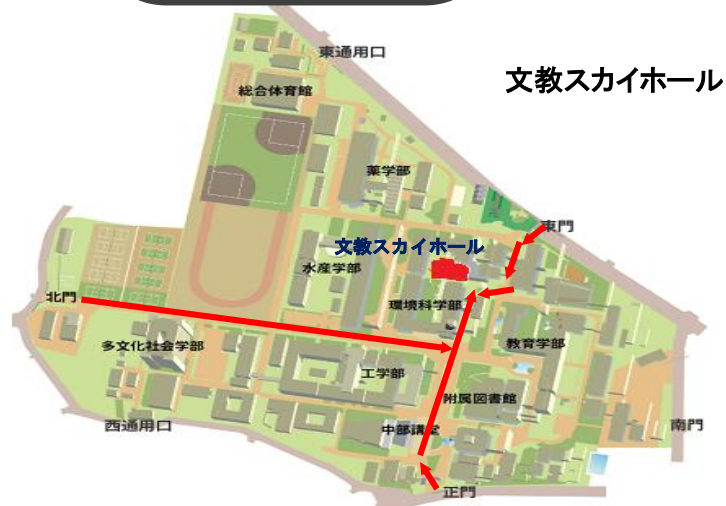 東通用口
文教スカイホール
総合体育館
薬学部
東門
文教スカイホール
水産学部
北門
環境科学部
多文化社会学部
教育学部
工学部
附属図書館
西通用口
中部講堂
南門
正門